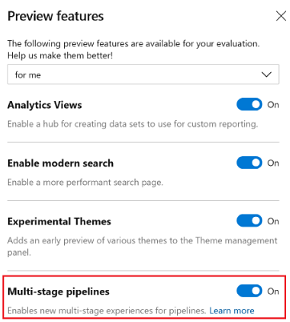 Preview features
The following preview features are available for your evaluation.
Help us make them better!
for me
Analytics Views On
Enable a hub for creating data sets to use for custom reporting.
Enable modern search On
Enable a more performant search page.
Experimental Themes On
Adds an early preview of various themes to the Theme management
panel.
Multi-stage pipelines On
Enables new multi-stage experiences for pipelines. Learn more